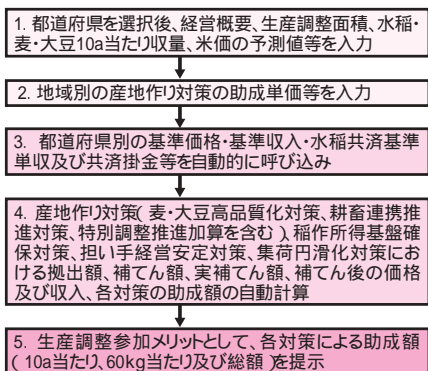 1. 都道府県を選択後、経営概要、生産調整面積、水稲・
麦・大豆10a当たり収量、米価の予測値等を入力
2. 地域別の産地作り対策の助成単価等を入力
3. 都道府県別の基準価格・基準収入・水稲共済基準
単収及び共済掛金等を自動的に呼び込み
4. 産地作り対策(麦・大豆高品質化対策、耕畜連携推
進対策、特別調整推進加算を含む)、稲作所得基盤確
保対策、担い手経営安定対策、集荷円滑化対策にお
ける拠出額、補てん額、実補てん額、補てん後の価格
及び収入、各対策の助成額の自動計算
5. 生産調整参加メリットとして、各対策による助成額
(10a当たり、60kg当たり及び総額)を提示